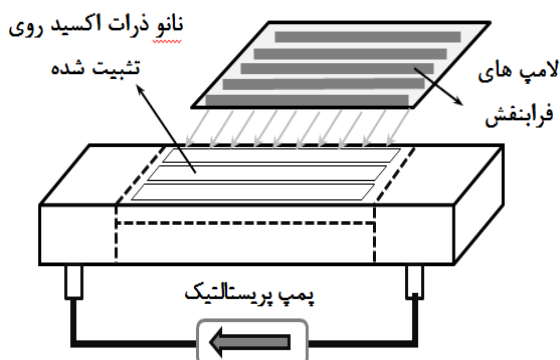 نانو ذرات اکسید روی
تثبیت شده
لامپ های
فرابنفش
پمپ پریستالتیک